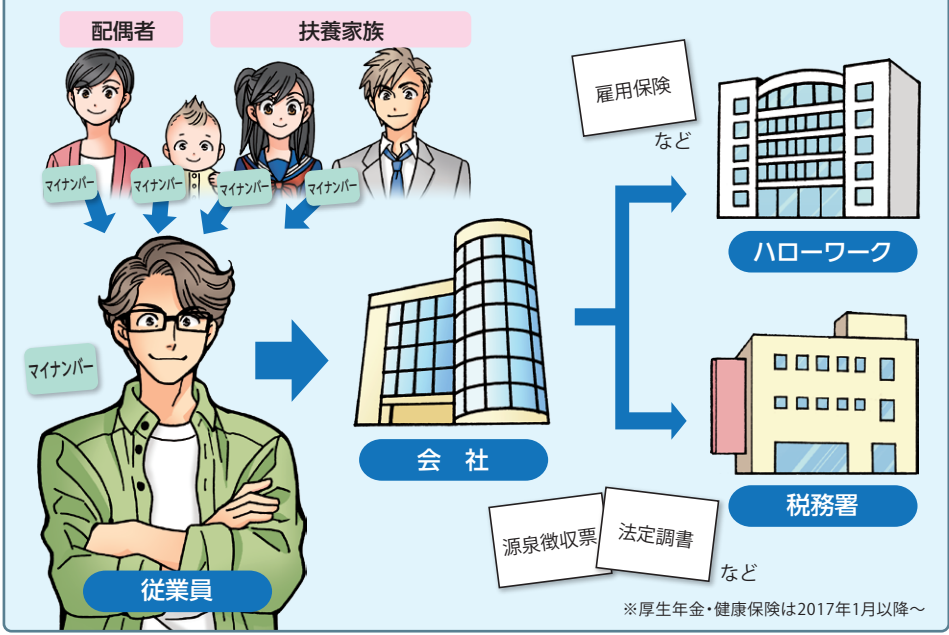 配偶者
扶養家族
マイナンバー
マイナンバー
マイナンバー
マイナンバー
雇用保険
など
ハローワーク
マイナンバー
会 社
税務署
源泉徴収票
法定調書
など
従業員
※厚生年金・健康保険は2017年1月以降～